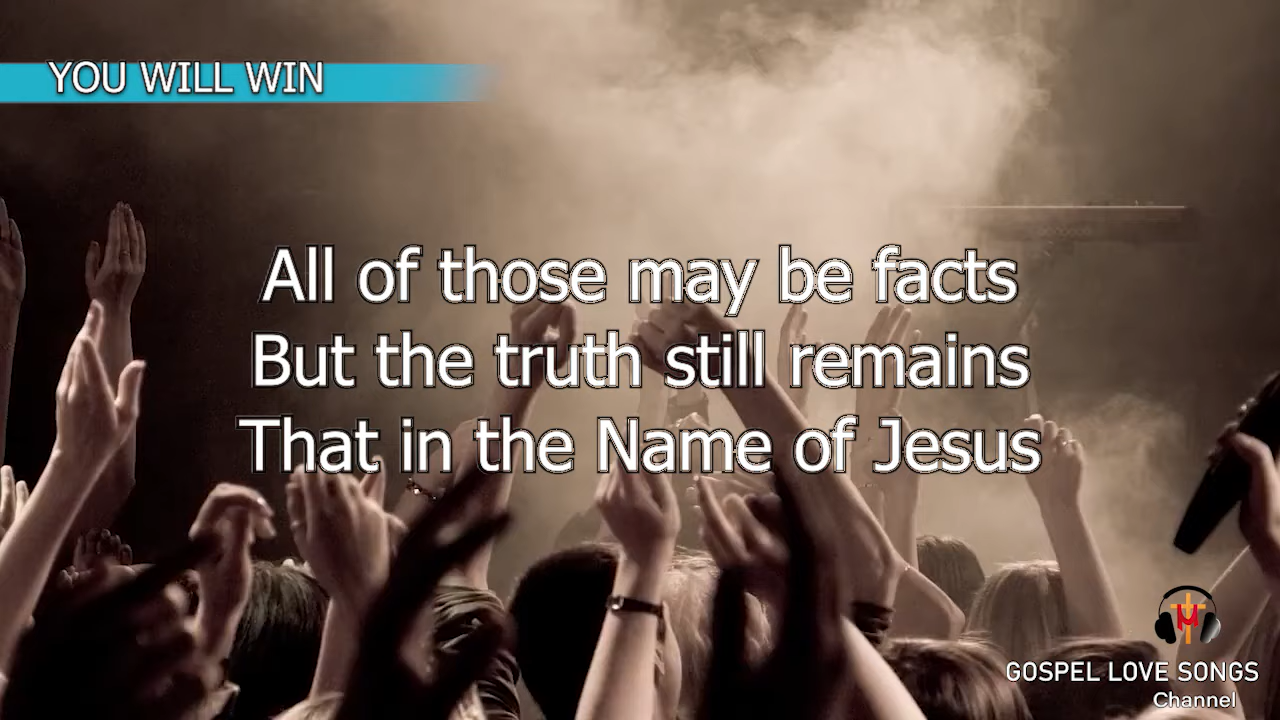 YOU WILL WIN
All of those may be facts
But the truth still remains
That in the Name of Jesus
GOSPEL LOVE SONGS
Channel